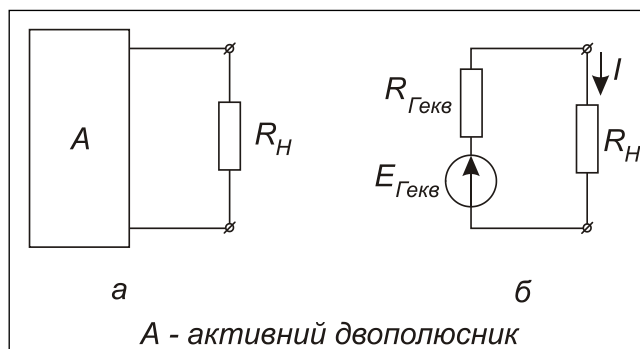 A
R_H
R_Гекв
E_Гекв
I
R_H
а
б
А - активний двополюсник